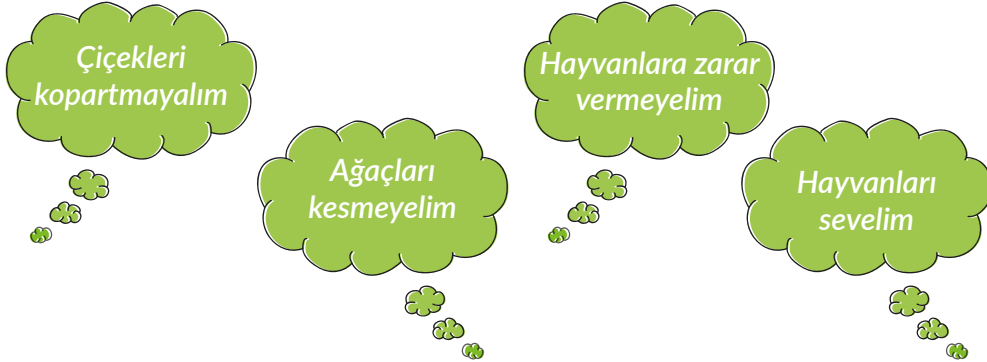 Çiçekleri
kopartmayalım
Ağaçları
kesmeyelim
Hayvanlara zarar
vermeyelim
Hayvanları
sevelim